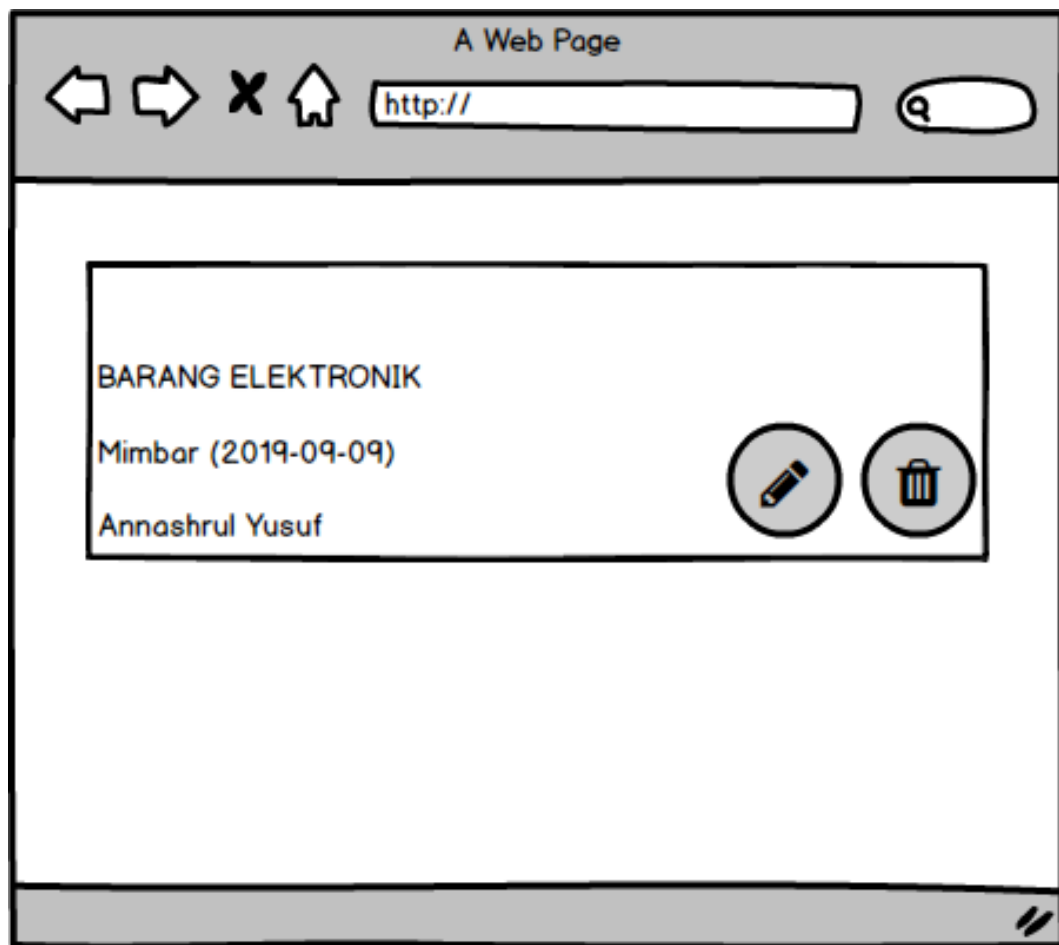 A Web Page
http://
BARANG ELEKTRONIK
Mimbar (2019-09-09)
Annashrul Yusuf